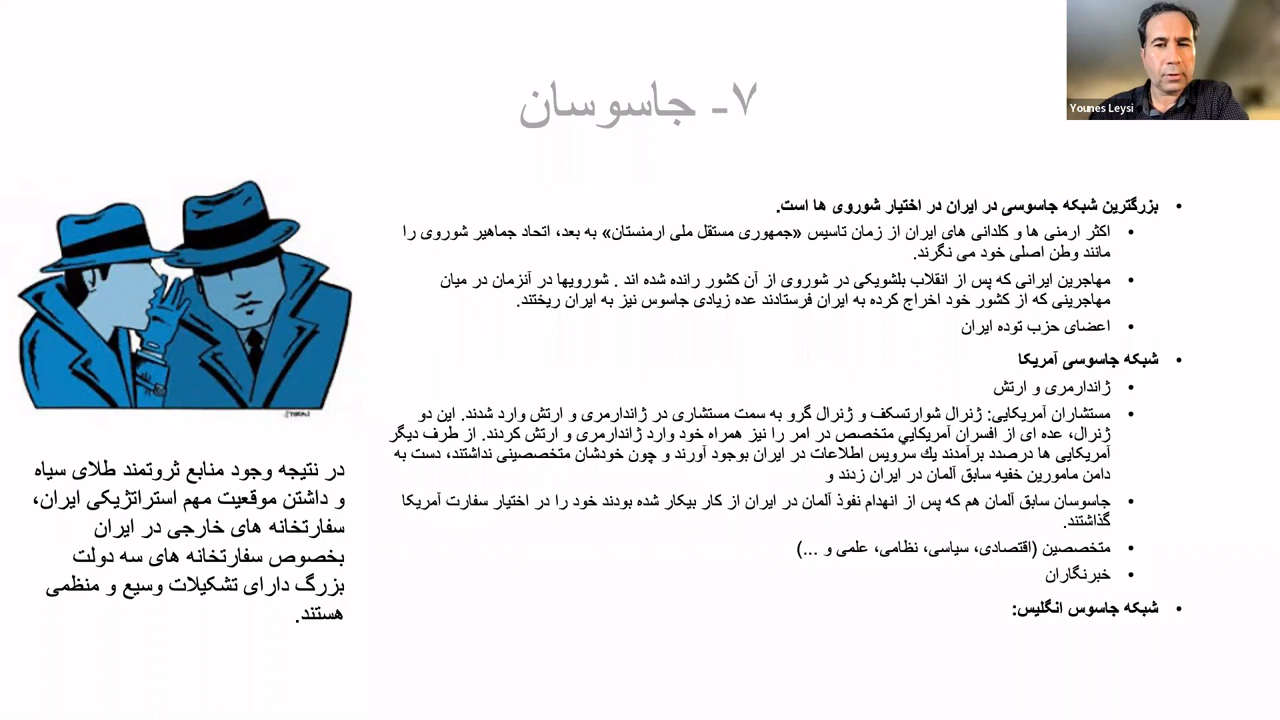 ۷- جاسوسان
Younes Leysi
• بزرگترین شبکه جاسوسی در ایران در اختیار شوروی ها است.
• اکثر ارمنی ها و کلدانی های ایران از زمان تاسیس «جمهوری مستقل ملی ارمنستان» به بعد، اتحاد جماهیر شوروی را
مانند وطن اصلی خود می نگرند.
• مهاجرین ایرانی که پس از انقلاب بلشویکی در شوروی از آن کشور رانده شده اند . شورویها در آنزمان در میان
مهاجرینی که از کشور خود اخراج کرده به ایران فرستادند عده زیادی جاسوس نیز به ایران ریختند.
• اعضای حزب توده ایران
• شبکه جاسوسی آمریکا
• ژاندارمری و ارتش
• مستشاران آمریکایی: ژنرال شوارتسکف و ژنرال گرو به سمت مستشاری در ژاندارمری و ارتش وارد شدند. این دو
ژنرال، عده ای از افسران آمریکایي متخصص در امر را نیز همراه خود وارد ژاندارمری و ارتش کردند. از طرف دیگر
آمریکایی ها درصدد برآمدند يك سرویس اطلاعات در ایران بوجود آورند و چون خودشان متخصصینی نداشتند، دست به
دامن مامورین خفیه سابق آلمان در ایران زدند و
• جاسوسان سابق آلمان هم که پس از انهدام نفوذ آلمان در ایران از کار بیکار شده بودند خود را در اختیار سفارت آمریکا
گذاشتند.
• متخصصین (اقتصادی، سیاسی، نظامی، علمی و ...)
• خبرنگاران
• شبکه جاسوس انگلیس:
در نتیجه وجود منابع ثروتمند طلای سیاه
و داشتن موقعیت مهم استراتژیکی ایران،
سفارتخانه های خارجی در ایران
بخصوص سفارتخانه های سه دولت
بزرگ دارای تشکیلات وسیع و منظمی
هستند.